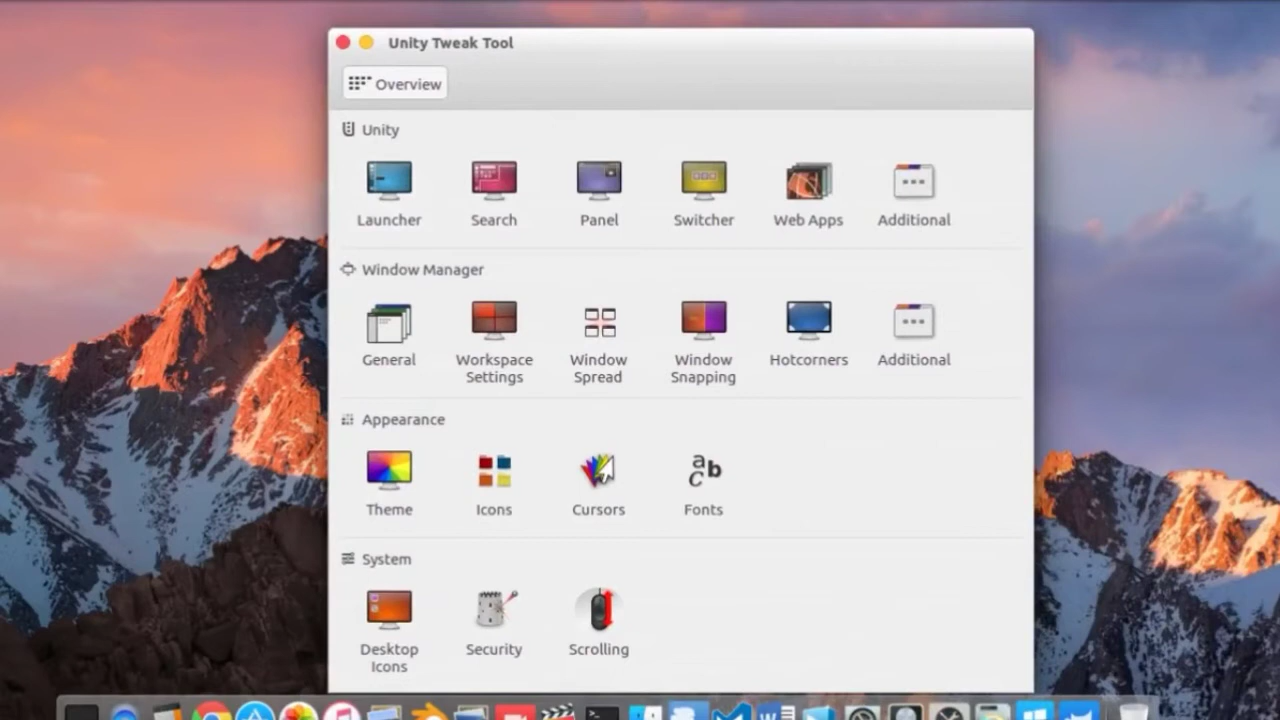 Unity Tweak Tool
Overview
Unity
Launcher
Search
Panel
Switcher
Web Apps
Additional
Window Manager
General
Workspace
Settings
Window
Spread
Window
Snapping
Hotcorners
Additional
Appearance
Theme
Icons
Cursors
Fonts
System
Desktop
Icons
Security
Scrolling